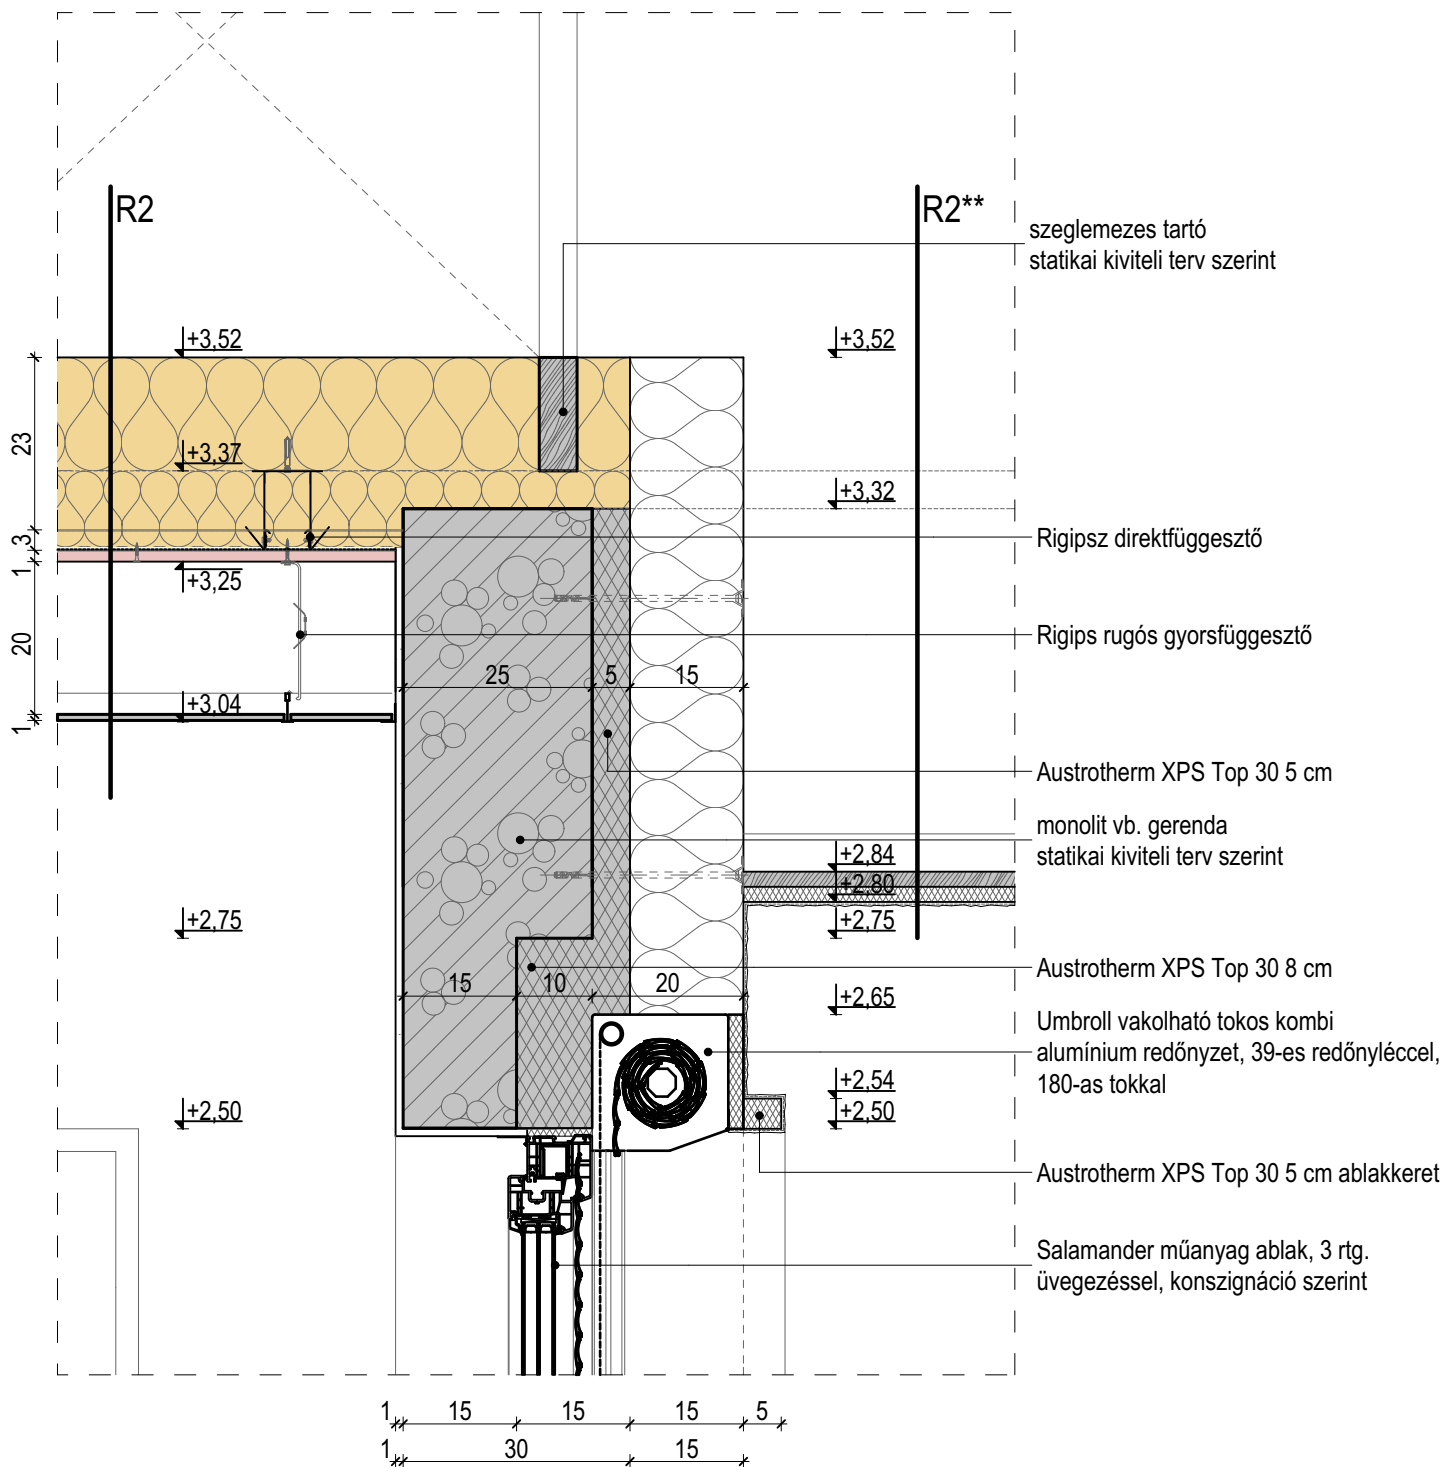 R2
R2**
szeglemezes tartó
statikai kiviteli terv szerint
+3,52
+3,52
23
+3,37
+3,32
3
Rigipsz direktfüggesztő
1
+3,25
20
Rigips rugós gyorsfüggesztő
25
5
15
+3,04
1
Austrotherm XPS Top 30 5 cm
monolit vb. gerenda
statikai kiviteli terv szerint
+2,84
+2,80
+2,75
+2,75
Austrotherm XPS Top 30 8 cm
15
10
20
+2,65
Umbroll vakolható tokos kombi
alumínium redőnyzet, 39-es redőnyléccel,
180-as tokkal
+2,54
+2,50
+2,50
Austrotherm XPS Top 30 5 cm ablakkeret
Salamander műanyag ablak, 3 rtg.
üvegezéssel, konszignáció szerint
1
15
15
15
5
1
30
15